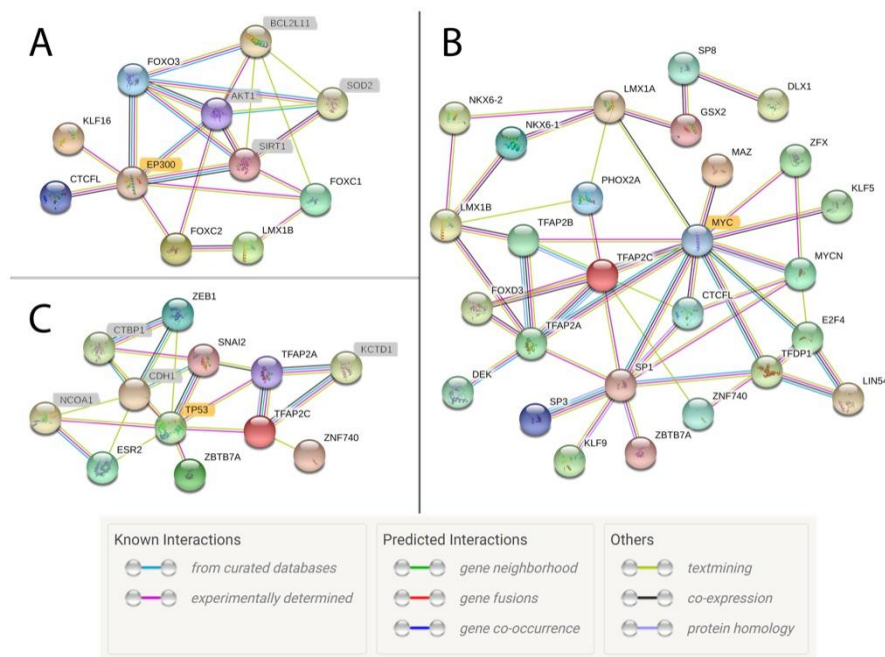 A
BCL2L11
FOXO3
SOD2
AKT1
KLF16
SIRT1
EP300
CTCFL
FOXC1
FOXC2
LMX1B
B
SP8
LMX1A
DLX1
NKX6-2
GSX2
NKX6-1
MAZ
ZFX
PHOX2A
KLF5
LMX1B
MYC
TFAP2B
TFAP2C
MYCN
FOXD3
CTCFL
TFAP2A
E2F4
TFDP1
SP1
DEK
LIN54
SP3
ZNF740
KLF9
ZBTB7A
C
ZEB1
CTBP1
SNAI2
KCTD1
TFAP2A
CDH1
NCOA1
TP53
TFAP2C
ESR2
ZNF740
ZBTB7A
Known Interactions
from curated databases
experimentally determined
Predicted Interactions
gene neighborhood
gene fusions
gene co-occurrence
Others
textmining
co-expression
protein homology